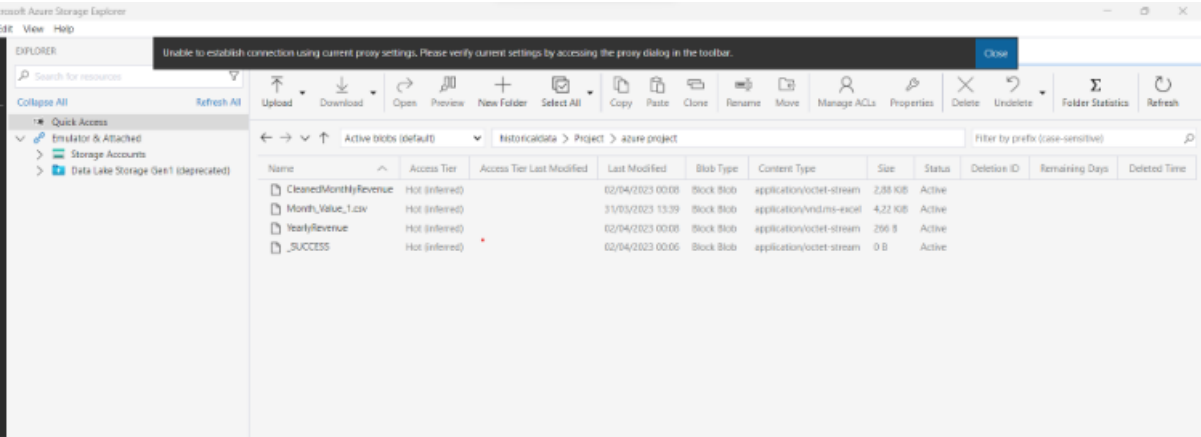 rosoft Azure Storage Explorer
Edit View Help
EXPLORER
Unable to establish connection using current proxy settings. Please verify current settings by accessing the proxy dialog in the toolbar.
Close
Search for resources
Collapse All Refresh All
Quick Access
Emulator & Attached
Storage Accounts
Data Lake Storage Gen1 (deprecated)
Upload Download Open Preview New Folder Select All Copy Paste Clone Rename Move Manage ACLs Properties Delete Undelete Folder Statistics Refresh
Active blobs (default) historicaldata > Project > azure project Filter by prefix (case-sensitive)
Name Access Tier Access Tier Last Modified Last Modified Blob Type Content Type Size Status Deletion ID Remaining Days Deleted Time
CleanedMonthlyRevenue Hot (inferred) 02/04/2023 00:08 Block Blob application/octet-stream 2.88 KiB Active
Month_Value_1.csv Hot (inferred) 31/03/2023 13:39 Block Blob application/vnd.ms-excel 4.22 KiB Active
YearlyRevenue Hot (inferred) 02/04/2023 00:08 Block Blob application/octet-stream 266 B Active
_SUCCESS Hot (inferred) 02/04/2023 00:06 Block Blob application/octet-stream 0 B Active